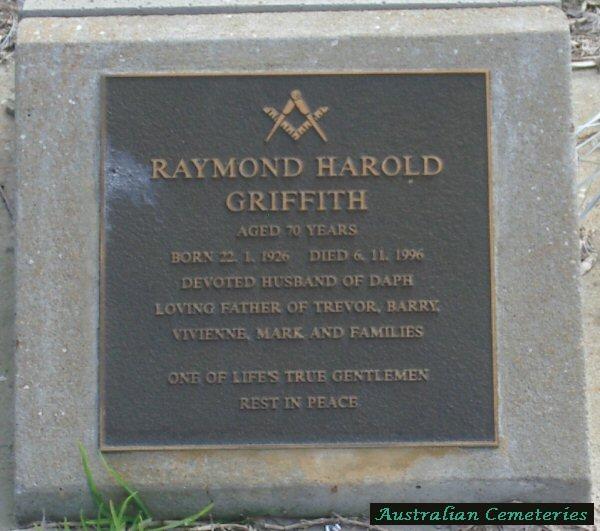 RAYMOND HAROLD
GRIFFITH
AGED 70 YEARS
BORN 22. 1. 1926 DIED 6. 11. 1996
DEVOTED HUSBAND OF DAPH
LOVING FATHER OF TREVOR, BARRY,
VIVIENNE, MARK AND FAMILIES
ONE OF LIFE'S TRUE GENTLEMEN
REST IN PEACE
Australian Cemeteries